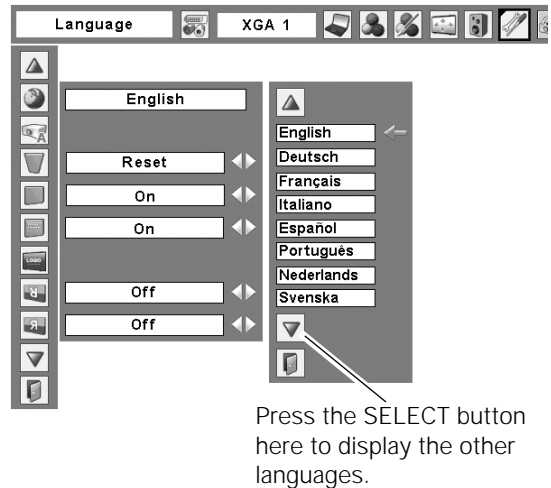 Language
XGA 1
English
Reset
On
On
Off
Off
English
Deutsch
Français
Italiano
Español
Português
Nederlands
Svenska
Press the SELECT button
here to display the other
languages.